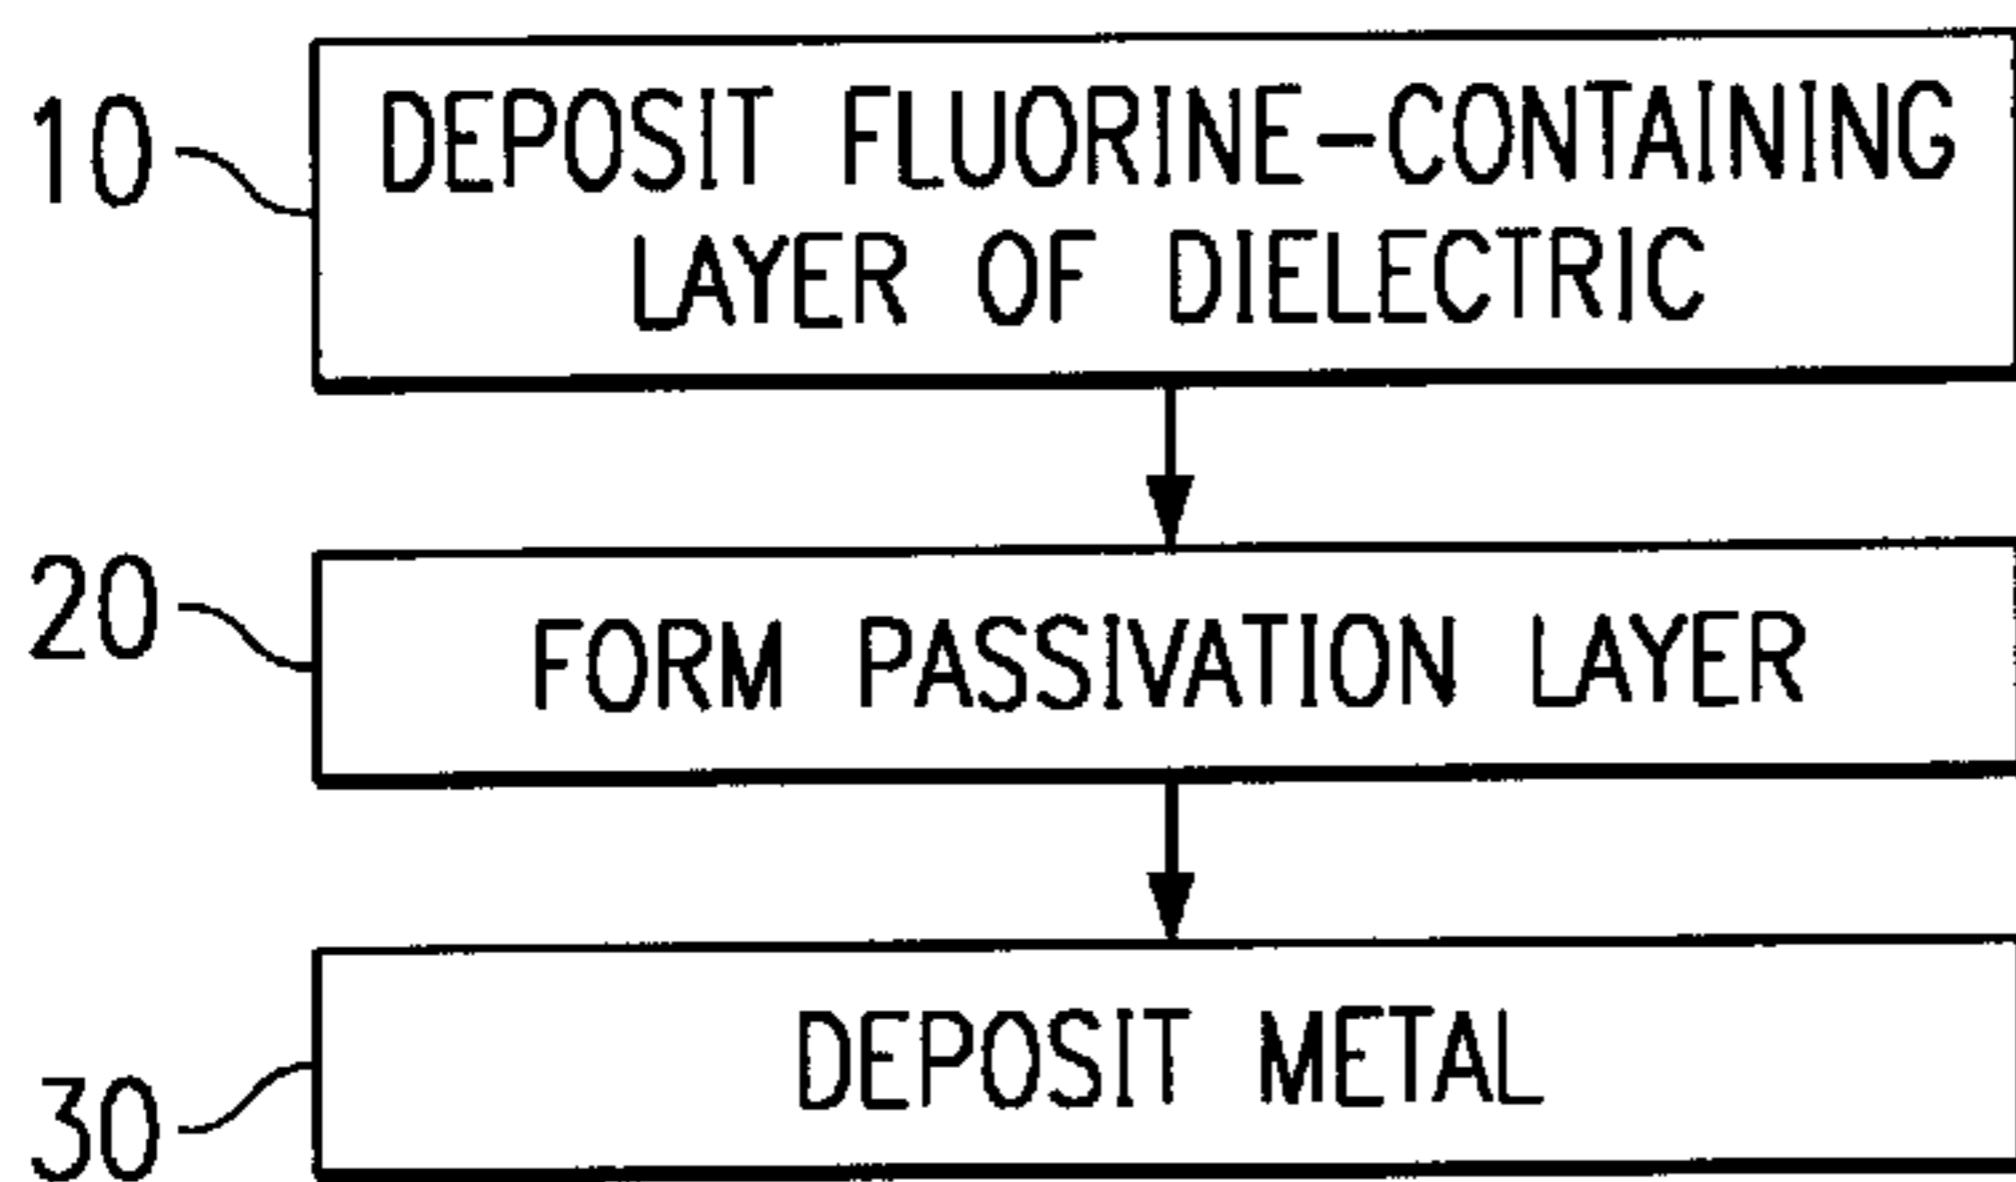 10
DEPOSIT FLUORINE-CONTAINING
LAYER OF DIELECTRIC
20
FORM PASSIVATION LAYER
30
DEPOSIT METAL